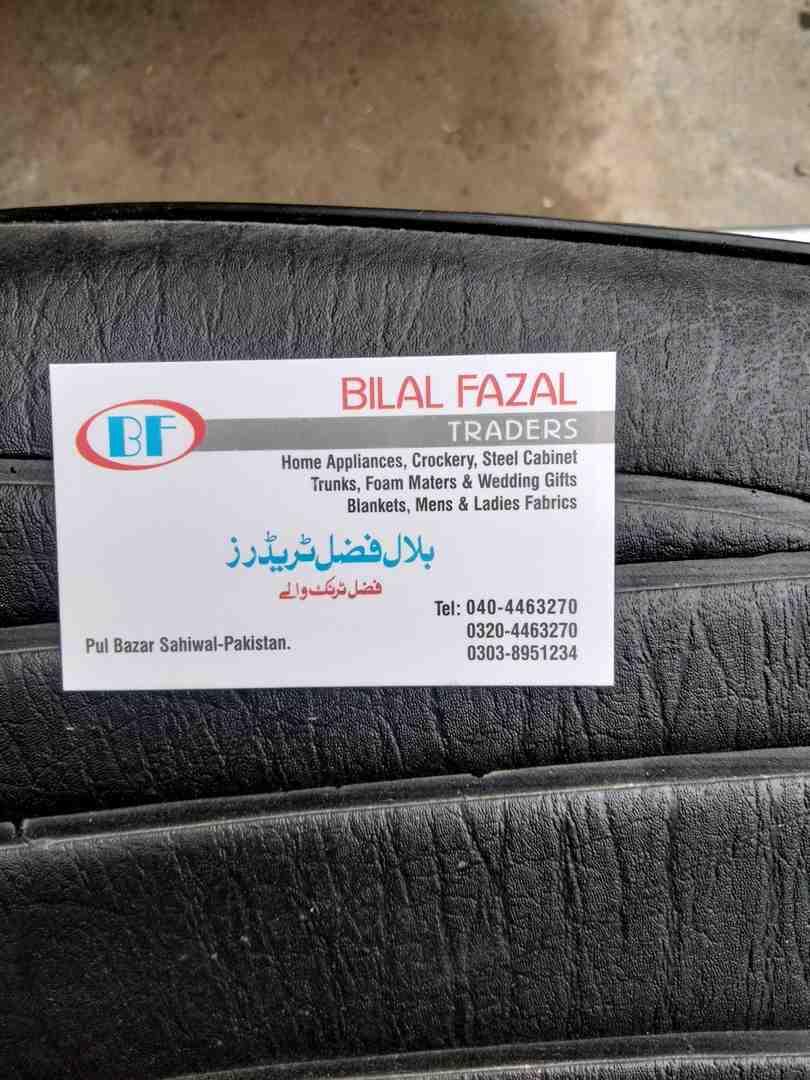 BF
BILAL FAZAL
TRADERS
Home Appliances, Crockery, Steel Cabinet
Trunks, Foam Maters & Wedding Gifts
Blankets, Mens & Ladies Fabrics
بلال فضل ٹریڈرز
فضل ٹرنک والے
Tel: 040-4463270
0320-4463270
Pul Bazar Sahiwal-Pakistan.
0303-8951234